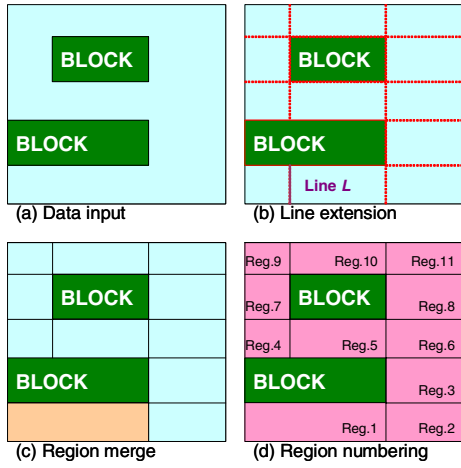 BLOCK
BLOCK
(a) Data input
BLOCK
BLOCK
Line L
(b) Line extension
BLOCK
BLOCK
(c) Region merge
Reg.9 Reg.10 Reg.11
Reg.7 BLOCK Reg.8
Reg.4 Reg.5 Reg.6
BLOCK Reg.3
Reg.1 Reg.2
(d) Region numbering